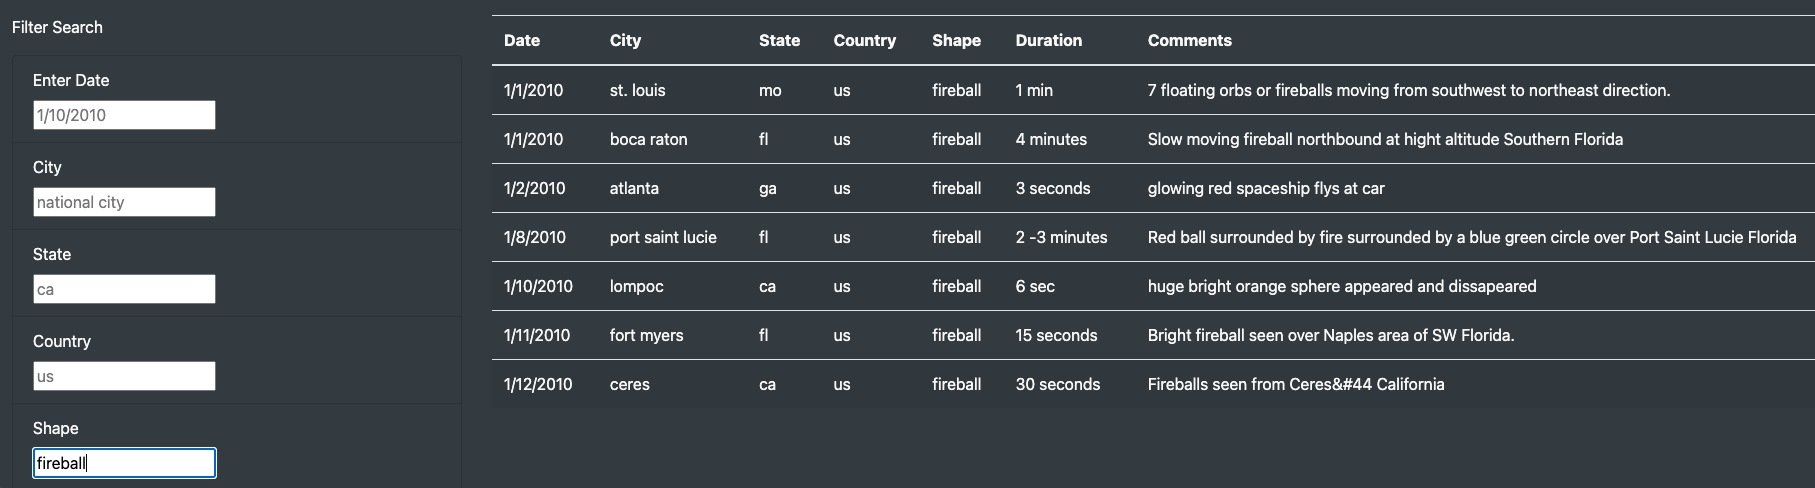 Filter Search
Enter Date
1/10/2010
City
national city
State
ca
Country
us
Shape
fireball
Date City State Country Shape Duration Comments
1/1/2010 st. louis mo us fireball 1 min 7 floating orbs or fireballs moving from southwest to northeast direction.
1/1/2010 boca raton fl us fireball 4 minutes Slow moving fireball northbound at hight altitude Southern Florida
1/2/2010 atlanta ga us fireball 3 seconds glowing red spaceship flys at car
1/8/2010 port saint lucie fl us fireball 2 -3 minutes Red ball surrounded by fire surrounded by a blue green circle over Port Saint Lucie Florida
1/10/2010 lompoc ca us fireball 6 sec huge bright orange sphere appeared and dissapeared
1/11/2010 fort myers fl us fireball 15 seconds Bright fireball seen over Naples area of SW Florida.
1/12/2010 ceres ca us fireball 30 seconds Fireballs seen from Ceres&#44 California